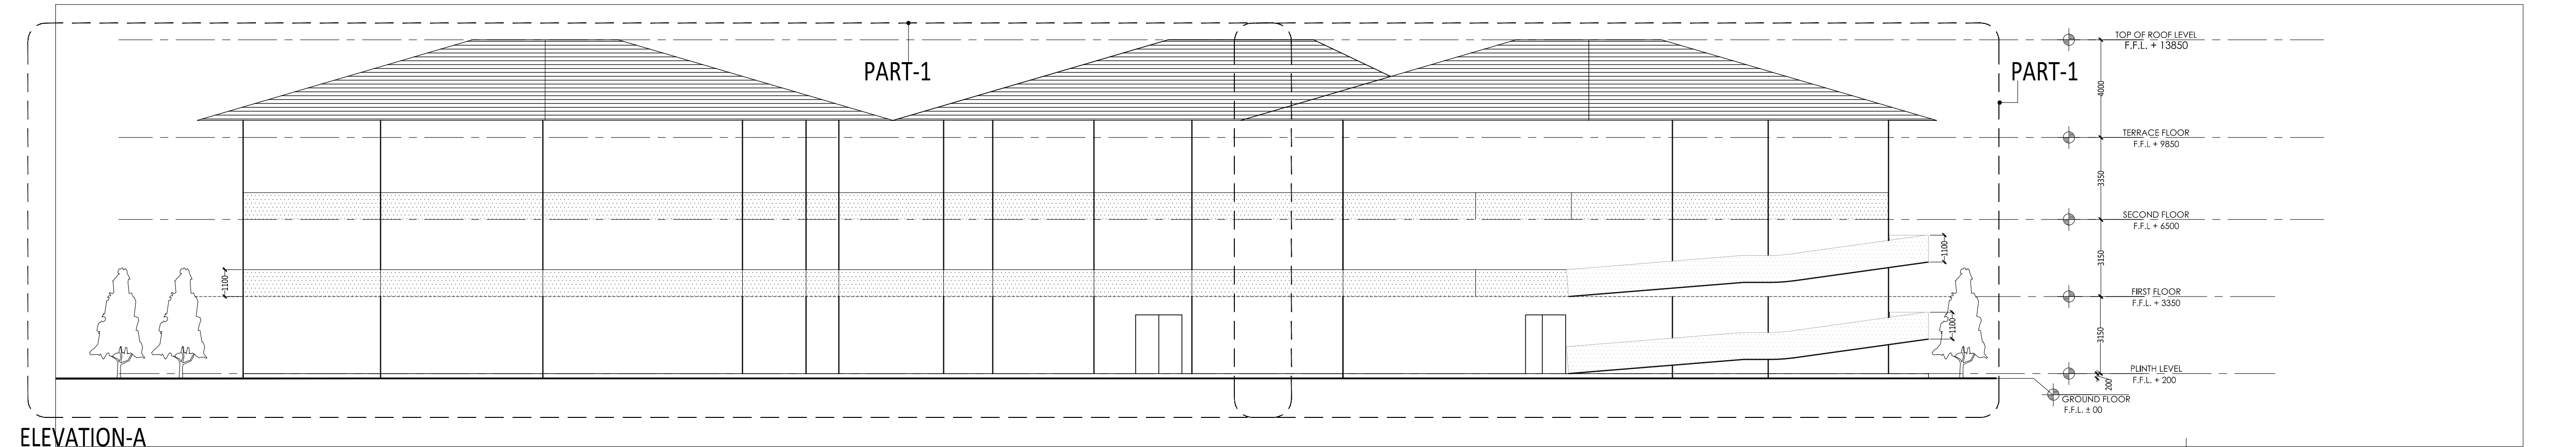 PART-1
PART-1
TOP OF ROOF LEVEL
F.F.L. + 13850
4000
TERRACE FLOOR
F.F.L + 9850
3350
SECOND FLOOR
F.F.L + 6500
1100
3150
1100
FIRST FLOOR
F.F.L. + 3350
1100
3150
PLINTH LEVEL
F.F.L. + 200
200
GROUND FLOOR
F.F.L. ± 00
ELEVATION-A